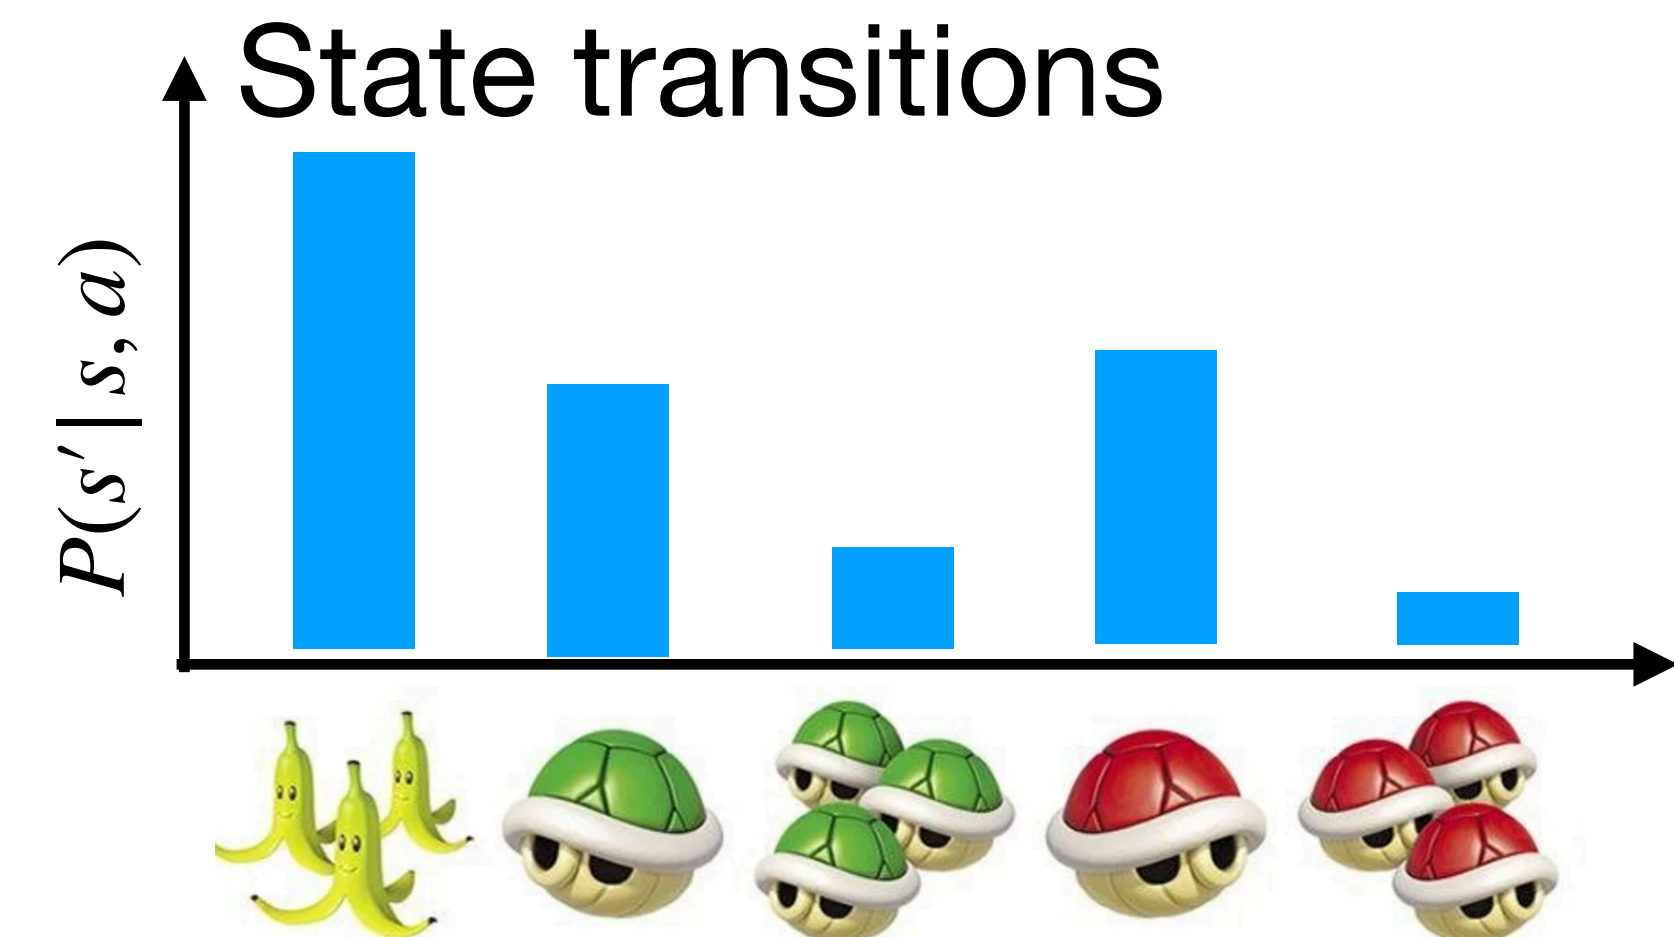 State transitions
P(s′ | s, a)